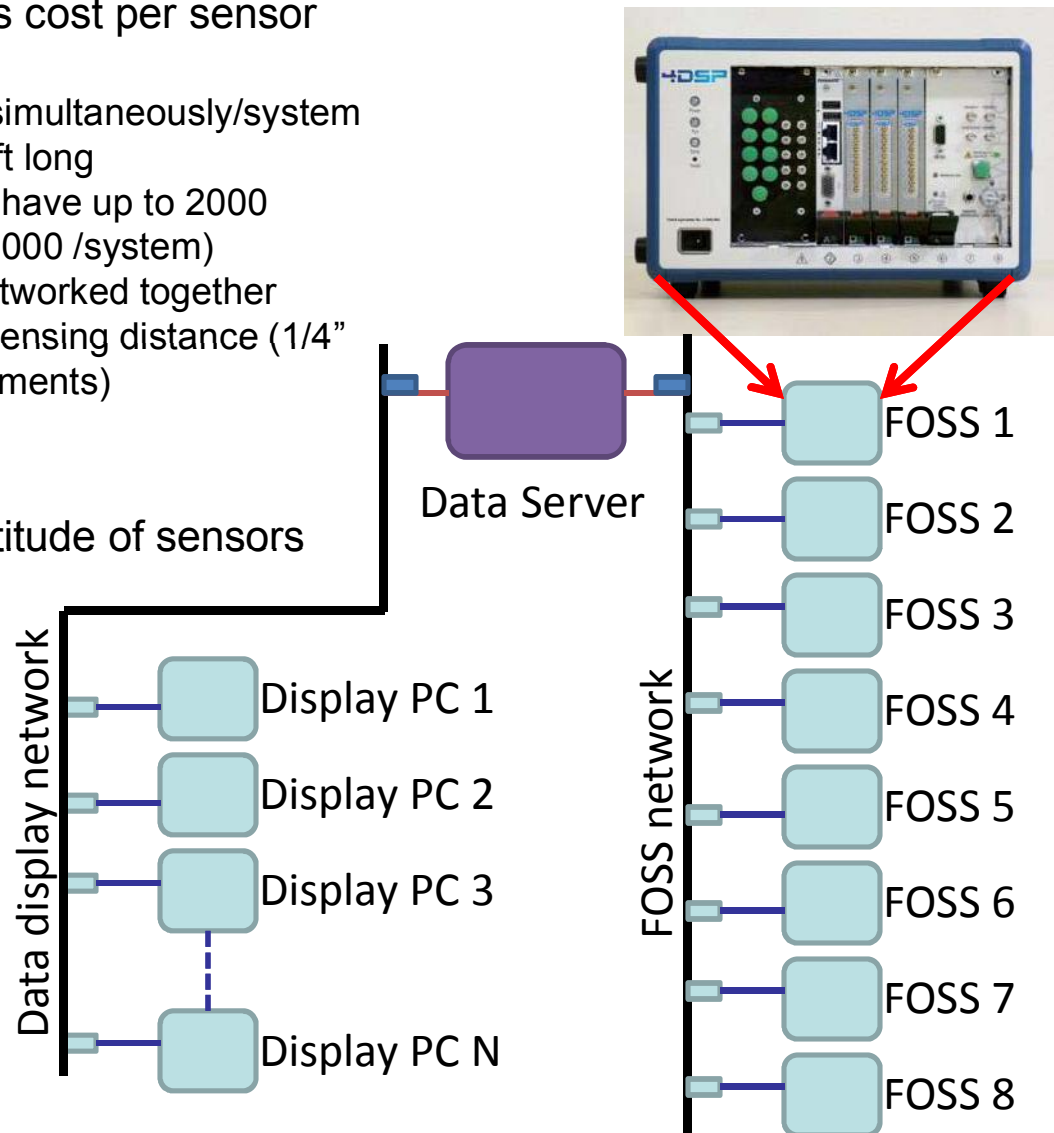 s cost per sensor
simultaneously/system
ft long
have up to 2000
000 /system)
tworked together
ensing distance (1/4”
ments)
titude of sensors
4DSP
Data Server
FOSS 1
FOSS 2
FOSS 3
FOSS 4
FOSS 5
FOSS 6
FOSS 7
FOSS 8
FOSS network
Data display network
Display PC 1
Display PC 2
Display PC 3
Display PC N